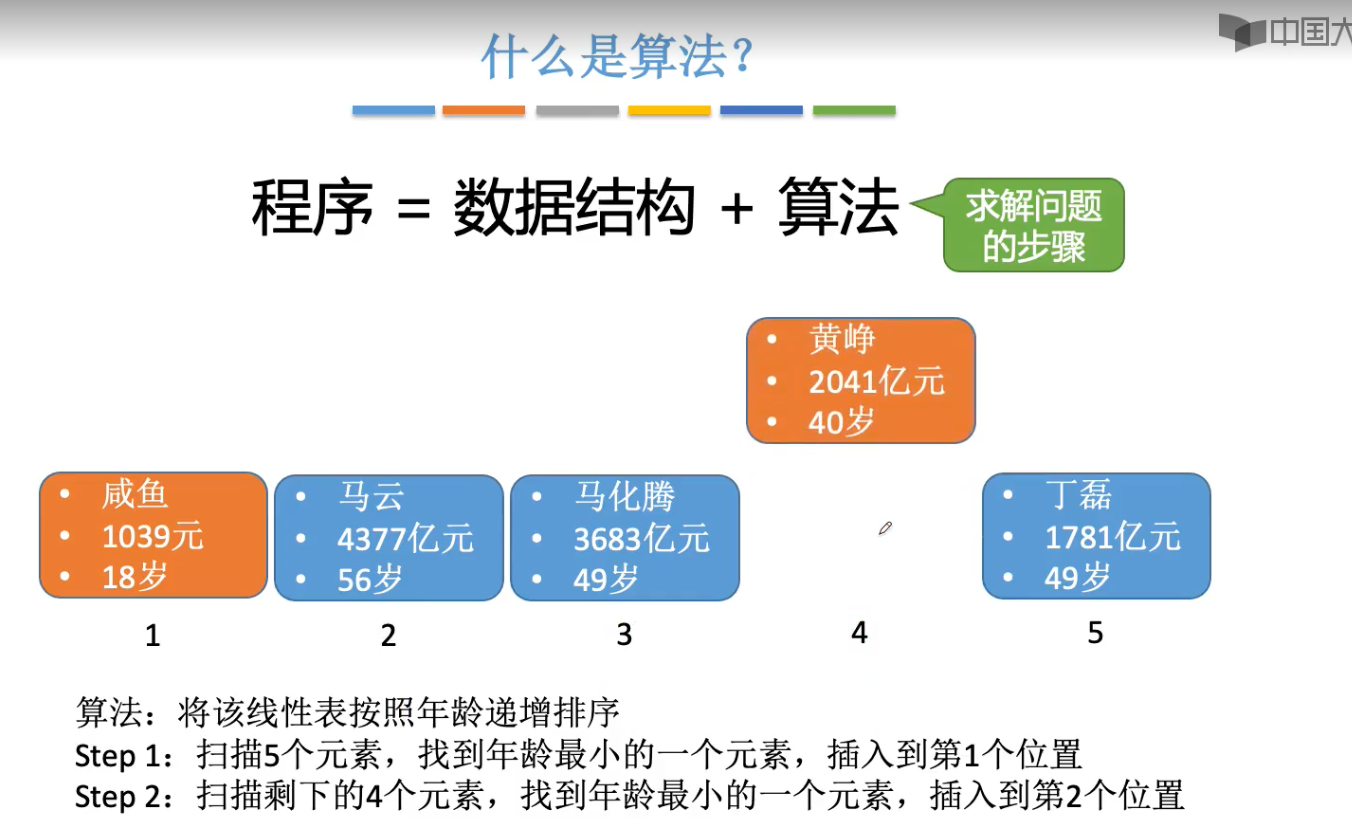 中国大
什么是算法？
程序 = 数据结构 + 算法
求解问题
的步骤
• 黄峥
• 2041亿元
• 40岁
• 咸鱼
• 1039元
• 18岁
• 马云
• 4377亿元
• 56岁
• 马化腾
• 3683亿元
• 49岁
• 丁磊
• 1781亿元
• 49岁
1
2
3
4
5
算法：将该线性表按照年龄递增排序
Step 1：扫描5个元素，找到年龄最小的一个元素，插入到第1个位置
Step 2：扫描剩下的4个元素，找到年龄最小的一个元素，插入到第2个位置